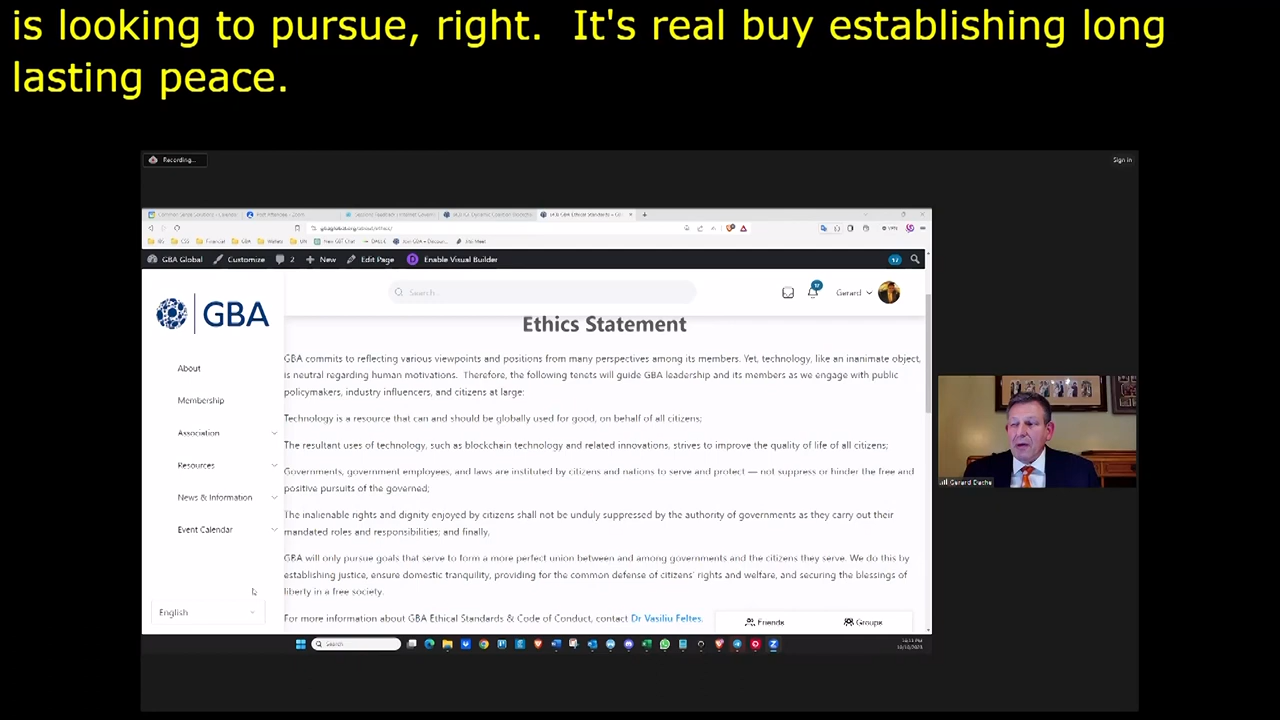 is looking to pursue, right.  It's real buy establishing long
lasting peace.
Recording...
Sign in
gbaglobal.org/about/ethics/
GBA Global
Customize
2
New
Edit Page
Enable Visual Builder
17
GBA
Search...
17
Gerard
About
Membership
Association
Resources
News & Information
Event Calendar
English
Ethics Statement
GBA commits to reflecting various viewpoints and positions from many perspectives among its members. Yet, technology, like an inanimate object,
is neutral regarding human motivations.  Therefore, the following tenets will guide GBA leadership and its members as we engage with public
policymakers, industry influencers, and citizens at large:
Technology is a resource that can and should be globally used for good, on behalf of all citizens;
The resultant uses of technology, such as blockchain technology and related innovations, strives to improve the quality of life of all citizens;
Governments, government employees, and laws are instituted by citizens and nations to serve and protect — not suppress or hinder the free and
positive pursuits of the governed;
The inalienable rights and dignity enjoyed by citizens shall not be unduly suppressed by the authority of governments as they carry out their
mandated roles and responsibilities; and finally,
GBA will only pursue goals that serve to form a more perfect union between and among governments and the citizens they serve. We do this by
establishing justice, ensure domestic tranquility, providing for the common defense of citizens' rights and welfare, and securing the blessings of
liberty in a free society.
For more information about GBA Ethical Standards & Code of Conduct, contact Dr Vasiliu Feltes.
Friends
Groups
Gerard Dache
Search